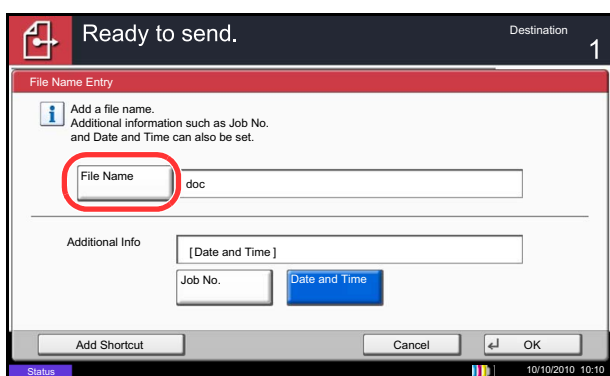 Ready to send.
Destination
1
File Name Entry
Add a file name.
Additional information such as Job No.
and Date and Time can also be set.
File Name
doc
Additional Info
[Date and Time]
Job No.
Date and Time
Add Shortcut
Cancel
OK
Status
10/10/2010 10:10